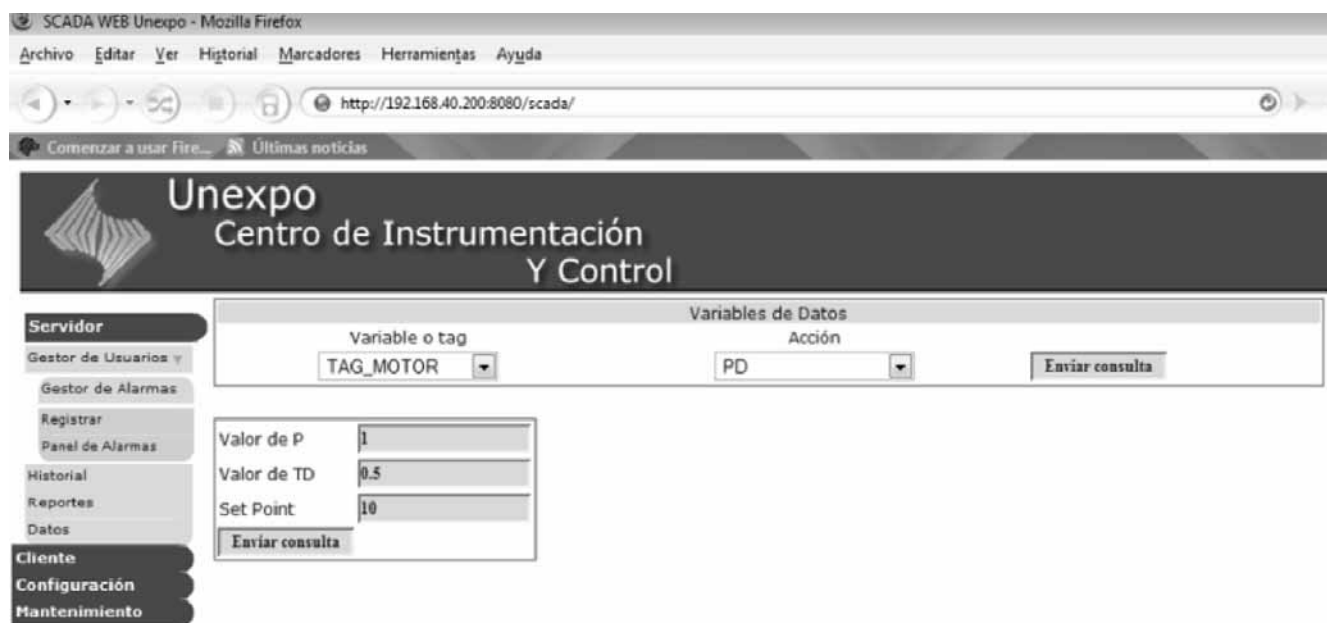 SCADA WEB Unexpo - Mozilla Firefox
Archivo Editar Ver Historial Marcadores Herramientas Ayuda
http://192.168.40.200:8080/scada/
Comenzar a usar Fire... Últimas noticias
Unexpo
Centro de Instrumentación
Y Control
Servidor
Gestor de Usuarios
Gestor de Alarmas
Registrar
Panel de Alarmas
Historial
Reportes
Datos
Cliente
Configuración
Mantenimiento
Variables de Datos
Variable o tag Acción
TAG_MOTOR PD Enviar consulta
Valor de P 1
Valor de TD 0.5
Set Point 10
Enviar consulta